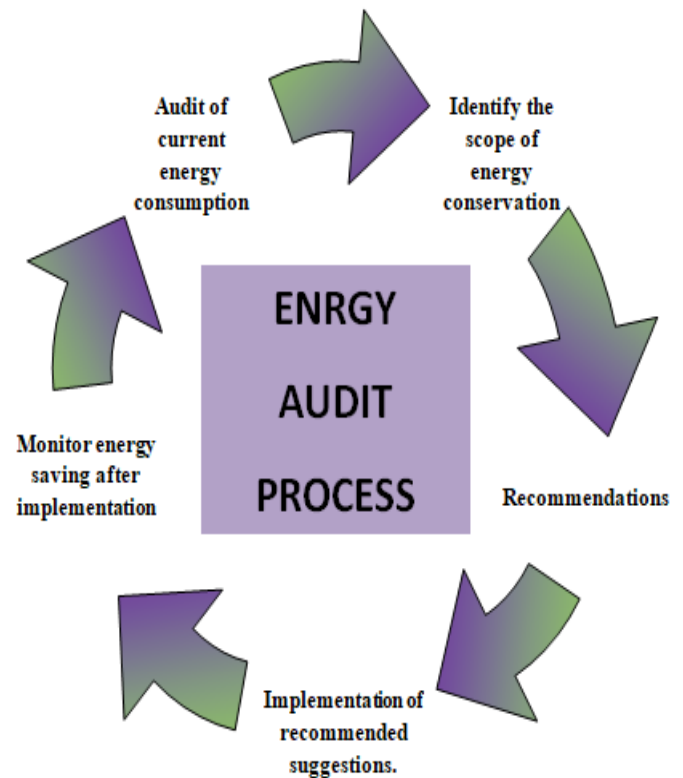 Audit of
current
energy
consumption
Identify the
scope of
energy
conservation
ENRGY
AUDIT
PROCESS
Recommendations
Implementation of
recommended
suggestions.
Monitor energy
saving after
implementation